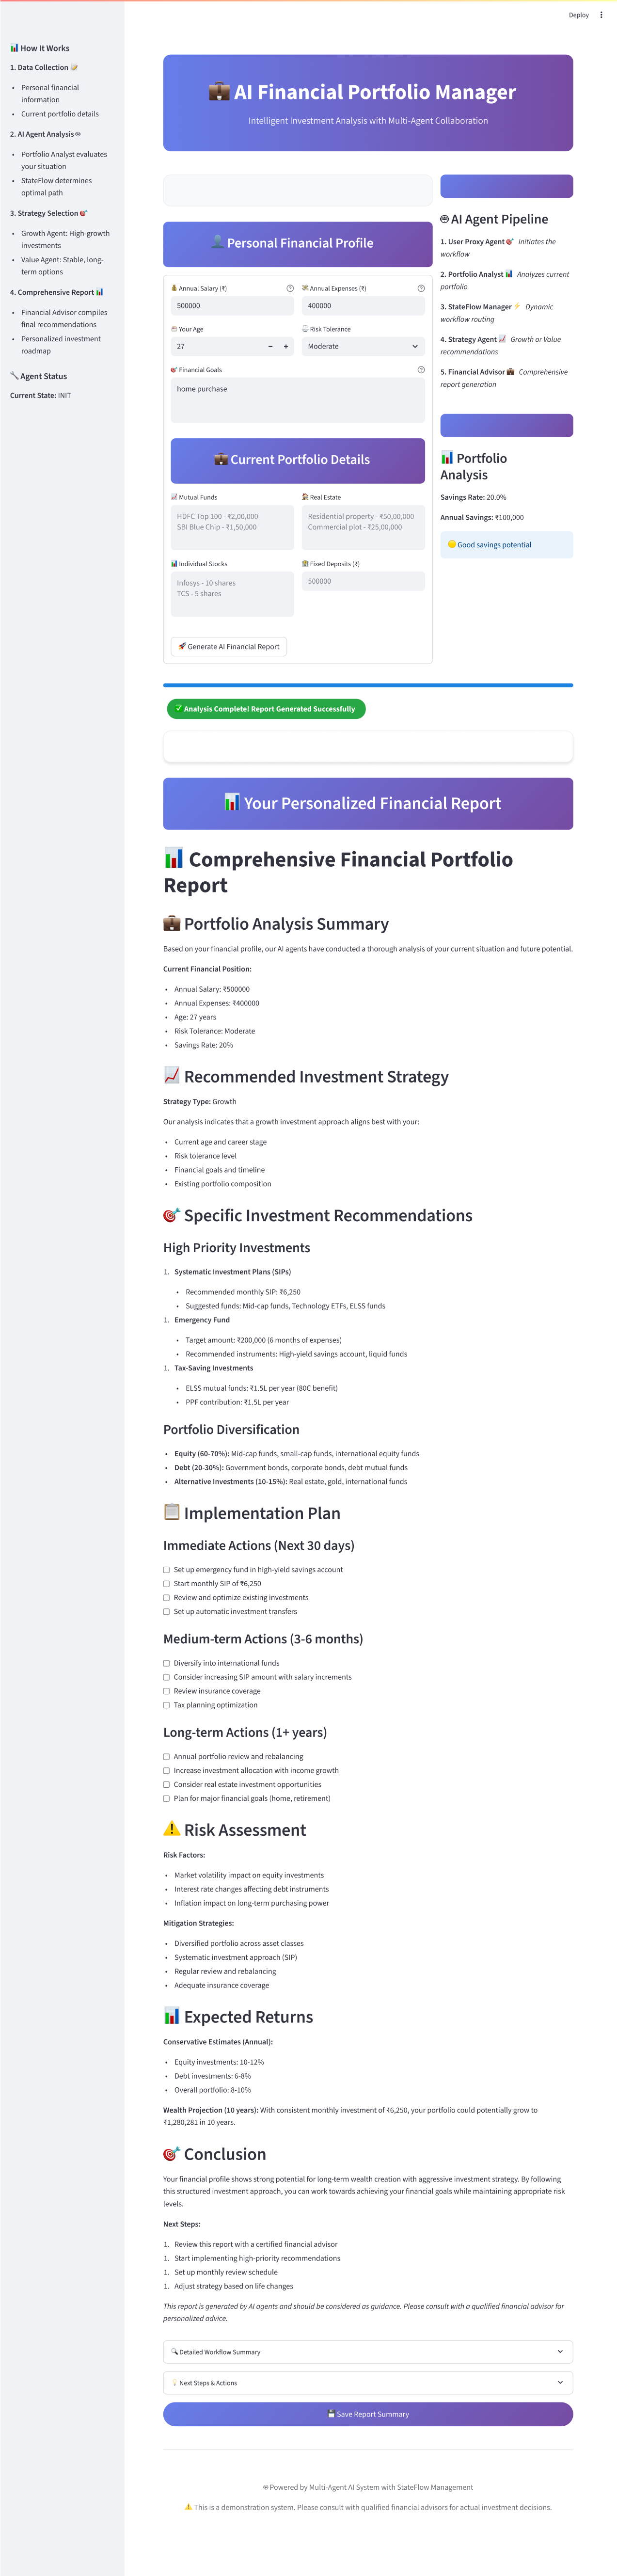 Deploy
📊 How It Works
1. Data Collection 📝
• Personal financial
information
• Current portfolio details
2. AI Agent Analysis 🤖
• Portfolio Analyst evaluates
your situation
• StateFlow determines
optimal path
3. Strategy Selection 🎯
• Growth Agent: High-growth
investments
• Value Agent: Stable, long-
term options
4. Comprehensive Report 📊
• Financial Advisor compiles
final recommendations
• Personalized investment
roadmap
🔧 Agent Status
Current State: INIT
💼 AI Financial Portfolio Manager
Intelligent Investment Analysis with Multi-Agent Collaboration
👤 Personal Financial Profile
💰 Annual Salary (₹)
500000
💸 Annual Expenses (₹)
400000
🎂 Your Age
27
⚖️ Risk Tolerance
Moderate
🎯 Financial Goals
home purchase
💼 Current Portfolio Details
📈 Mutual Funds
HDFC Top 100 - ₹2,00,000
SBI Blue Chip - ₹1,50,000
🏠 Real Estate
Residential property - ₹50,00,000
Commercial plot - ₹25,00,000
📊 Individual Stocks
Infosys - 10 shares
TCS - 5 shares
🏦 Fixed Deposits (₹)
500000
🚀 Generate AI Financial Report
🤖 AI Agent Pipeline
1. User Proxy Agent 🎯 Initiates the
workflow
2. Portfolio Analyst 📊 Analyzes current
portfolio
3. StateFlow Manager ⚡ Dynamic
workflow routing
4. Strategy Agent 📈 Growth or Value
recommendations
5. Financial Advisor 💼 Comprehensive
report generation
📊 Portfolio
Analysis
Savings Rate: 20.0%
Annual Savings: ₹100,000
🟡 Good savings potential
✅ Analysis Complete! Report Generated Successfully
📊 Your Personalized Financial Report
📊 Comprehensive Financial Portfolio
Report
💼 Portfolio Analysis Summary
Based on your financial profile, our AI agents have conducted a thorough analysis of your current situation and future potential.
Current Financial Position:
• Annual Salary: ₹500000
• Annual Expenses: ₹400000
• Age: 27 years
• Risk Tolerance: Moderate
• Savings Rate: 20%
📈 Recommended Investment Strategy
Strategy Type: Growth
Our analysis indicates that a growth investment approach aligns best with your:
• Current age and career stage
• Risk tolerance level
• Financial goals and timeline
• Existing portfolio composition
🎯 Specific Investment Recommendations
High Priority Investments
1. Systematic Investment Plans (SIPs)
• Recommended monthly SIP: ₹6,250
• Suggested funds: Mid-cap funds, Technology ETFs, ELSS funds
1. Emergency Fund
• Target amount: ₹200,000 (6 months of expenses)
• Recommended instruments: High-yield savings account, liquid funds
1. Tax-Saving Investments
• ELSS mutual funds: ₹1.5L per year (80C benefit)
• PPF contribution: ₹1.5L per year
Portfolio Diversification
• Equity (60-70%): Mid-cap funds, small-cap funds, international equity funds
• Debt (20-30%): Government bonds, corporate bonds, debt mutual funds
• Alternative Investments (10-15%): Real estate, gold, international funds
📋 Implementation Plan
Immediate Actions (Next 30 days)
Set up emergency fund in high-yield savings account
Start monthly SIP of ₹6,250
Review and optimize existing investments
Set up automatic investment transfers
Medium-term Actions (3-6 months)
Diversify into international funds
Consider increasing SIP amount with salary increments
Review insurance coverage
Tax planning optimization
Long-term Actions (1+ years)
Annual portfolio review and rebalancing
Increase investment allocation with income growth
Consider real estate investment opportunities
Plan for major financial goals (home, retirement)
⚠️ Risk Assessment
Risk Factors:
• Market volatility impact on equity investments
• Interest rate changes affecting debt instruments
• Inflation impact on long-term purchasing power
Mitigation Strategies:
• Diversified portfolio across asset classes
• Systematic investment approach (SIP)
• Regular review and rebalancing
• Adequate insurance coverage
📊 Expected Returns
Conservative Estimates (Annual):
• Equity investments: 10-12%
• Debt investments: 6-8%
• Overall portfolio: 8-10%
Wealth Projection (10 years): With consistent monthly investment of ₹6,250, your portfolio could potentially grow to
₹1,280,281 in 10 years.
🎯 Conclusion
Your financial profile shows strong potential for long-term wealth creation with aggressive investment strategy. By following
this structured investment approach, you can work towards achieving your financial goals while maintaining appropriate risk
levels.
Next Steps:
1. Review this report with a certified financial advisor
1. Start implementing high-priority recommendations
1. Set up monthly review schedule
1. Adjust strategy based on life changes
This report is generated by AI agents and should be considered as guidance. Please consult with a qualified financial advisor for
personalized advice.
🔍 Detailed Workflow Summary
💡 Next Steps & Actions
💾 Save Report Summary
🤖 Powered by Multi-Agent AI System with StateFlow Management
⚠️ This is a demonstration system. Please consult with qualified financial advisors for actual investment decisions.